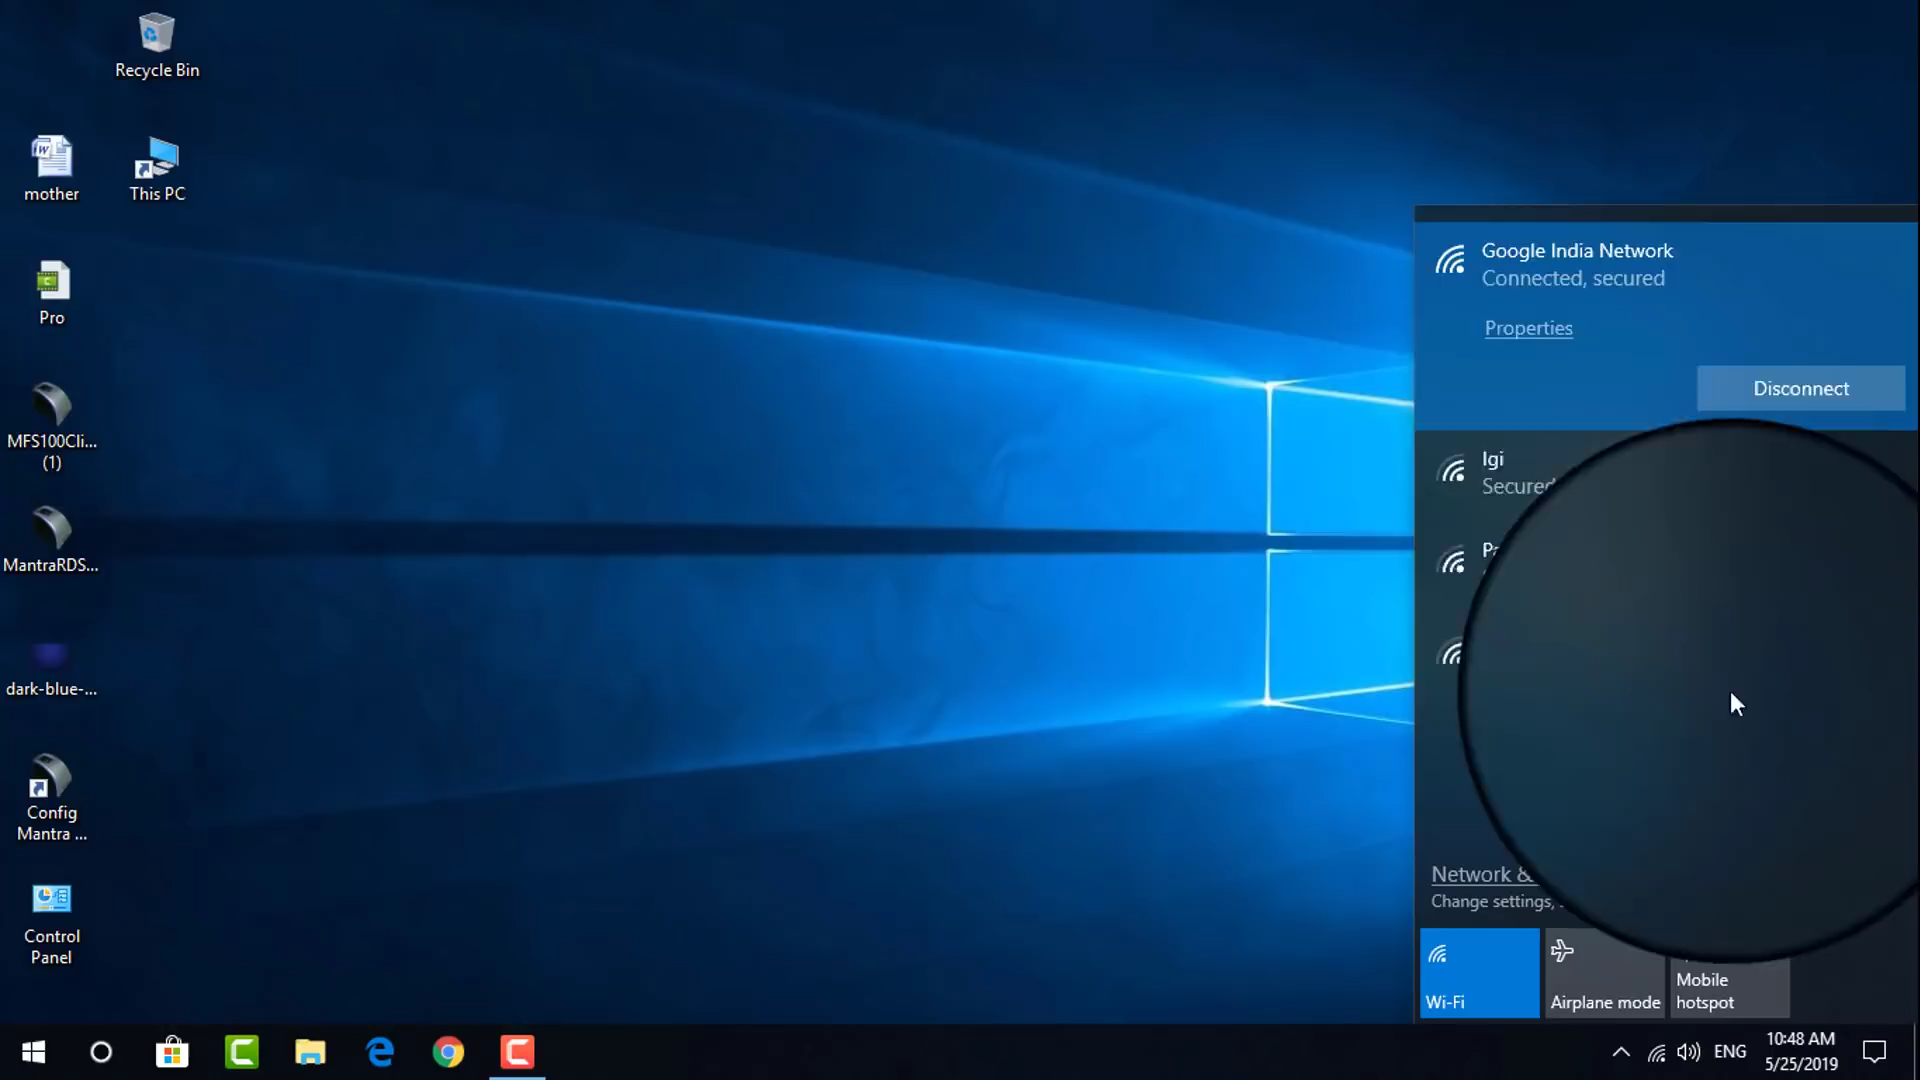 Recycle Bin
mother
This PC
Pro
MFS100Cli...
(1)
MantraRDS...
dark-blue-...
Config
Mantra ...
Control
Panel
Google India Network
Connected, secured
Properties
Disconnect
Igi
Secured
Network &
Change settings,
Wi-Fi
Airplane mode
Mobile
hotspot
ENG
10:48 AM
5/25/2019